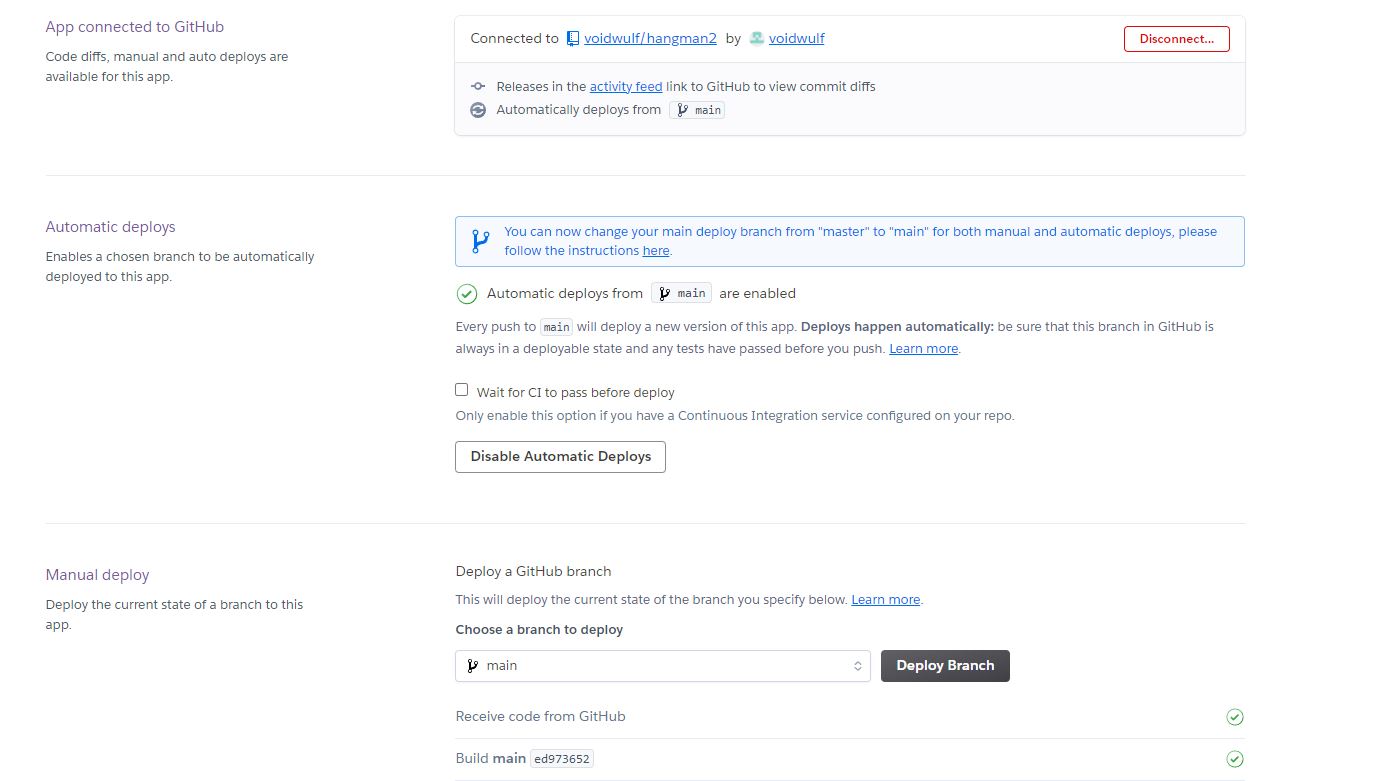 App connected to GitHub
Code diffs, manual and auto deploys are
available for this app.
Connected to voidwulf/hangman2 by voidwulf
Disconnect...
Releases in the activity feed link to GitHub to view commit diffs
Automatically deploys from main
Automatic deploys
Enables a chosen branch to be automatically
deployed to this app.
You can now change your main deploy branch from "master" to "main" for both manual and automatic deploys, please
follow the instructions here.
Automatic deploys from main are enabled
Every push to main will deploy a new version of this app. Deploys happen automatically: be sure that this branch in GitHub is
always in a deployable state and any tests have passed before you push. Learn more.
Wait for CI to pass before deploy
Only enable this option if you have a Continuous Integration service configured on your repo.
Disable Automatic Deploys
Manual deploy
Deploy the current state of a branch to this
app.
Deploy a GitHub branch
This will deploy the current state of the branch you specify below. Learn more.
Choose a branch to deploy
main
Deploy Branch
Receive code from GitHub
Build main ed973652